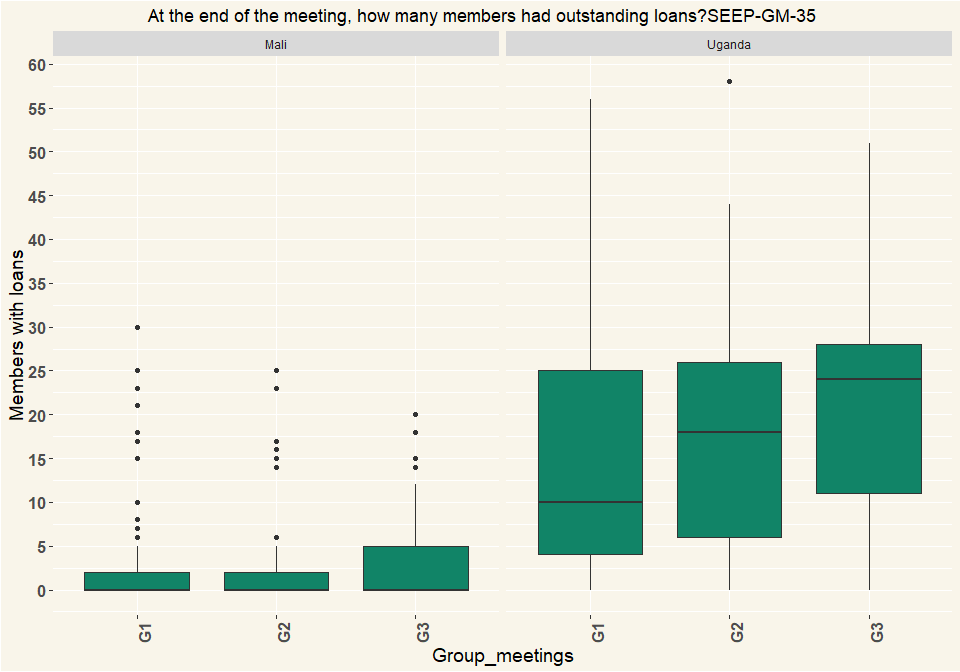 At the end of the meeting, how many members had outstanding loans?SEEP-GM-35
Mali
Uganda
Members with loans
60
55
50
45
40
35
30
25
20
15
10
5
0
G1
G2
G3
G1
G2
G3
Group_meetings